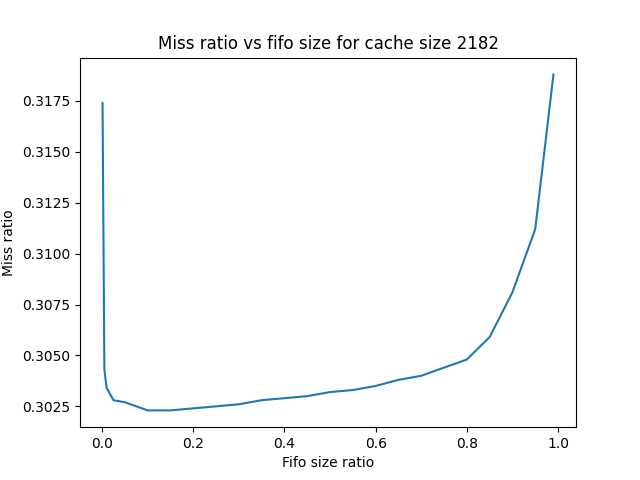 Miss ratio vs fifo size for cache size 2182
0.3175
0.3150
0.3125
0.3100
0.3075
0.3050
0.3025
Miss ratio
0.0 0.2 0.4 0.6 0.8 1.0
Fifo size ratio